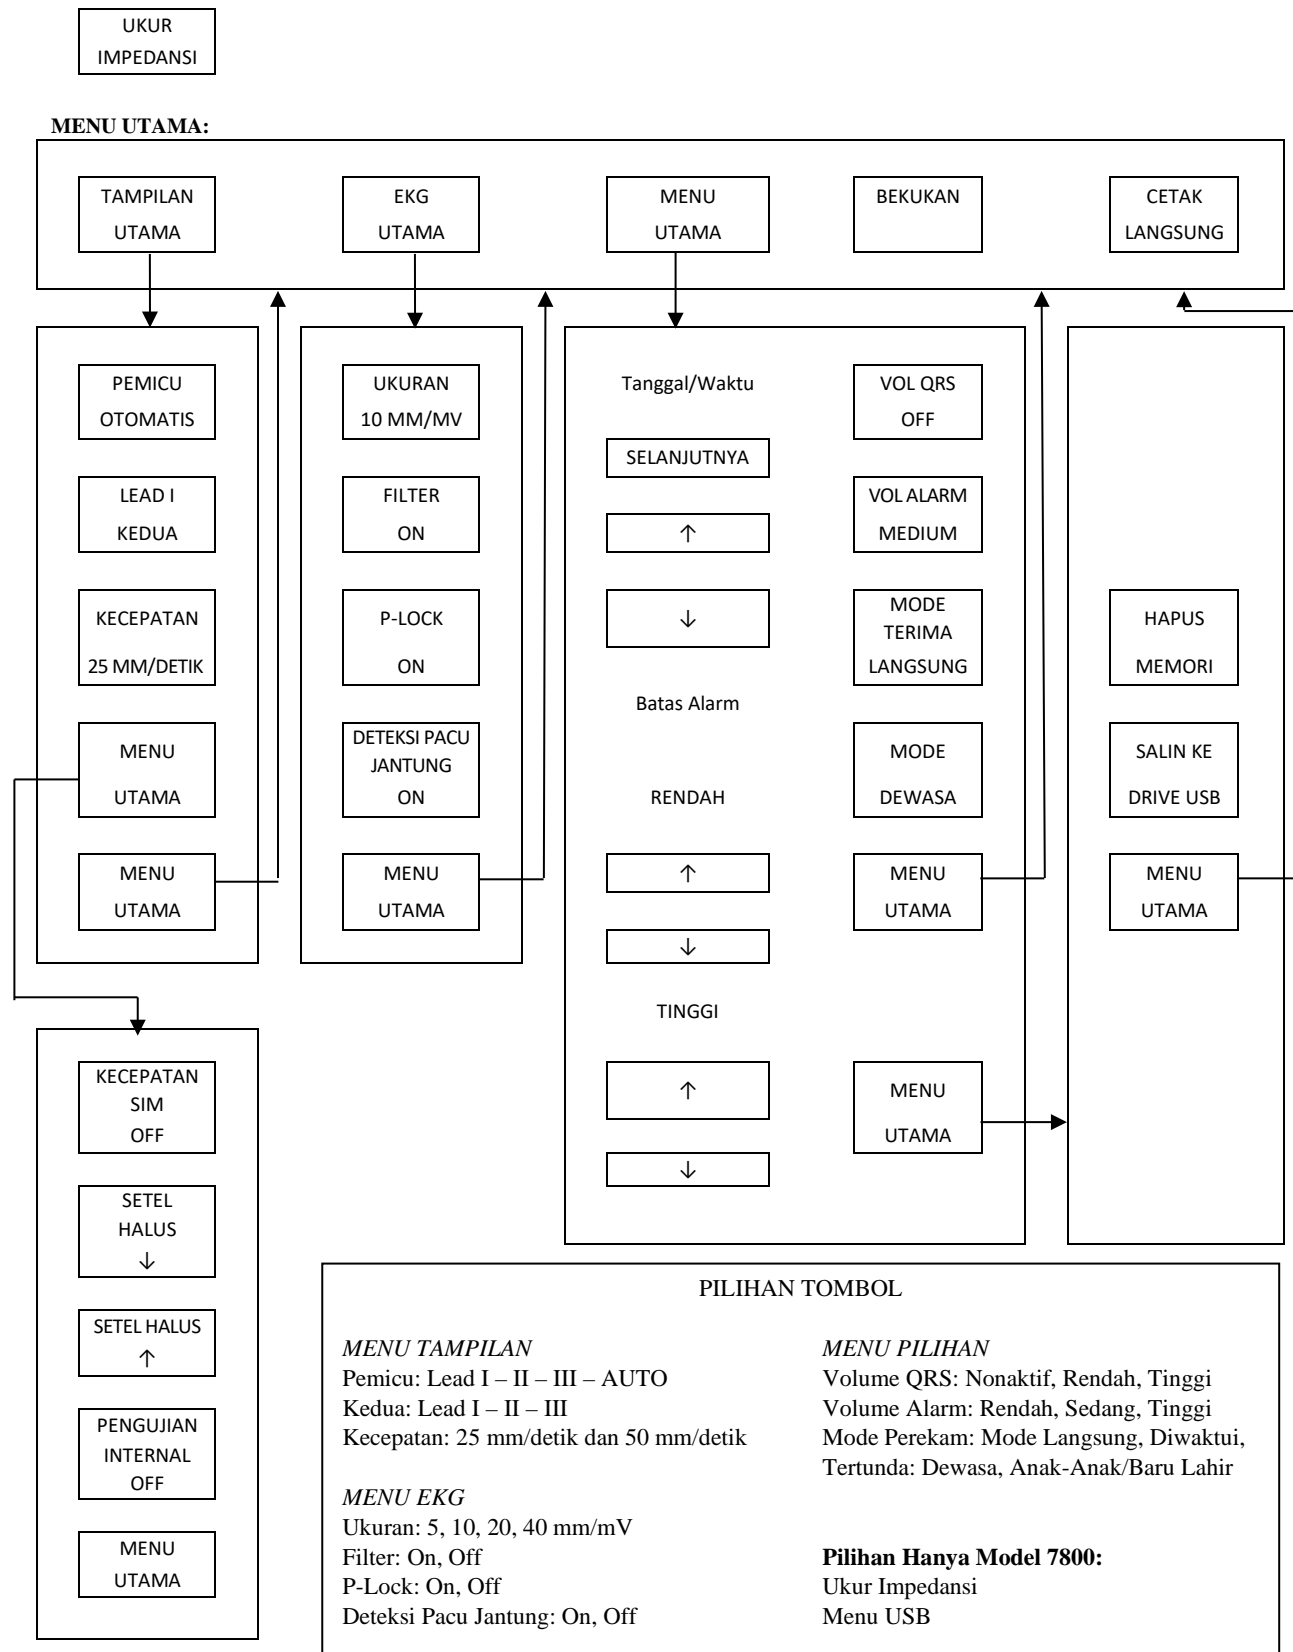 UKUR
IMPEDANSI
MENU UTAMA:
TAMPILAN
UTAMA
EKG
UTAMA
MENU
UTAMA
BEKUKAN
CETAK
LANGSUNG
PEMICU
OTOMATIS
LEAD I
KEDUA
KECEPATAN
25 MM/DETIK
MENU
UTAMA
MENU
UTAMA
UKURAN
10 MM/MV
FILTER
ON
P-LOCK
ON
DETEKSI PACU
JANTUNG
ON
MENU
UTAMA
Tanggal/Waktu
SELANJUTNYA
↑
↓
Batas Alarm
RENDAH
↑
↓
TINGGI
↑
↓
VOL QRS
OFF
VOL ALARM
MEDIUM
MODE
TERIMA
LANGSUNG
MODE
DEWASA
MENU
UTAMA
MENU
UTAMA
HAPUS
MEMORI
SALIN KE
DRIVE USB
MENU
UTAMA
KECEPATAN
SIM
OFF
SETEL
HALUS
↓
SETEL HALUS
↑
PENGUJIAN
INTERNAL
OFF
MENU
UTAMA
PILIHAN TOMBOL
MENU TAMPILAN
Pemicu: Lead I – II – III – AUTO
Kedua: Lead I – II – III
Kecepatan: 25 mm/detik dan 50 mm/detik
MENU EKG
Ukuran: 5, 10, 20, 40 mm/mV
Filter: On, Off
P-Lock: On, Off
Deteksi Pacu Jantung: On, Off
MENU PILIHAN
Volume QRS: Nonaktif, Rendah, Tinggi
Volume Alarm: Rendah, Sedang, Tinggi
Mode Perekam: Mode Langsung, Diwaktui,
Tertunda: Dewasa, Anak-Anak/Baru Lahir
Pilihan Hanya Model 7800:
Ukur Impedansi
Menu USB